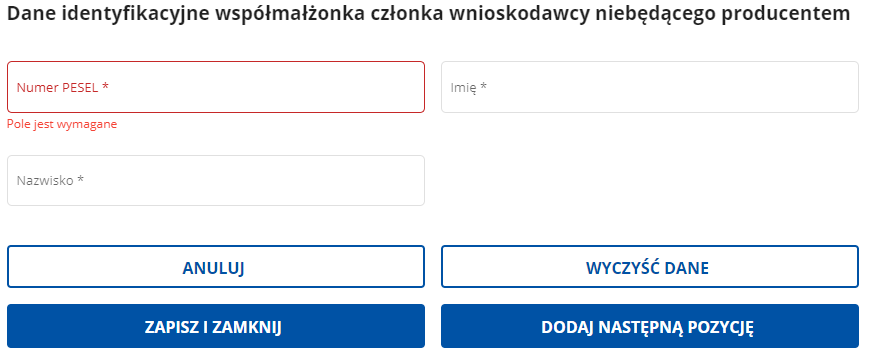 Dane identyfikacyjne współmałżonka członka wnioskodawcy niebędącego producentem
Numer PESEL *
Imię *
Pole jest wymagane
Nazwisko *
ANULUJ
WYCZYŚĆ DANE
ZAPISZ I ZAMKNIJ
DODAJ NASTĘPNĄ POZYCJĘ